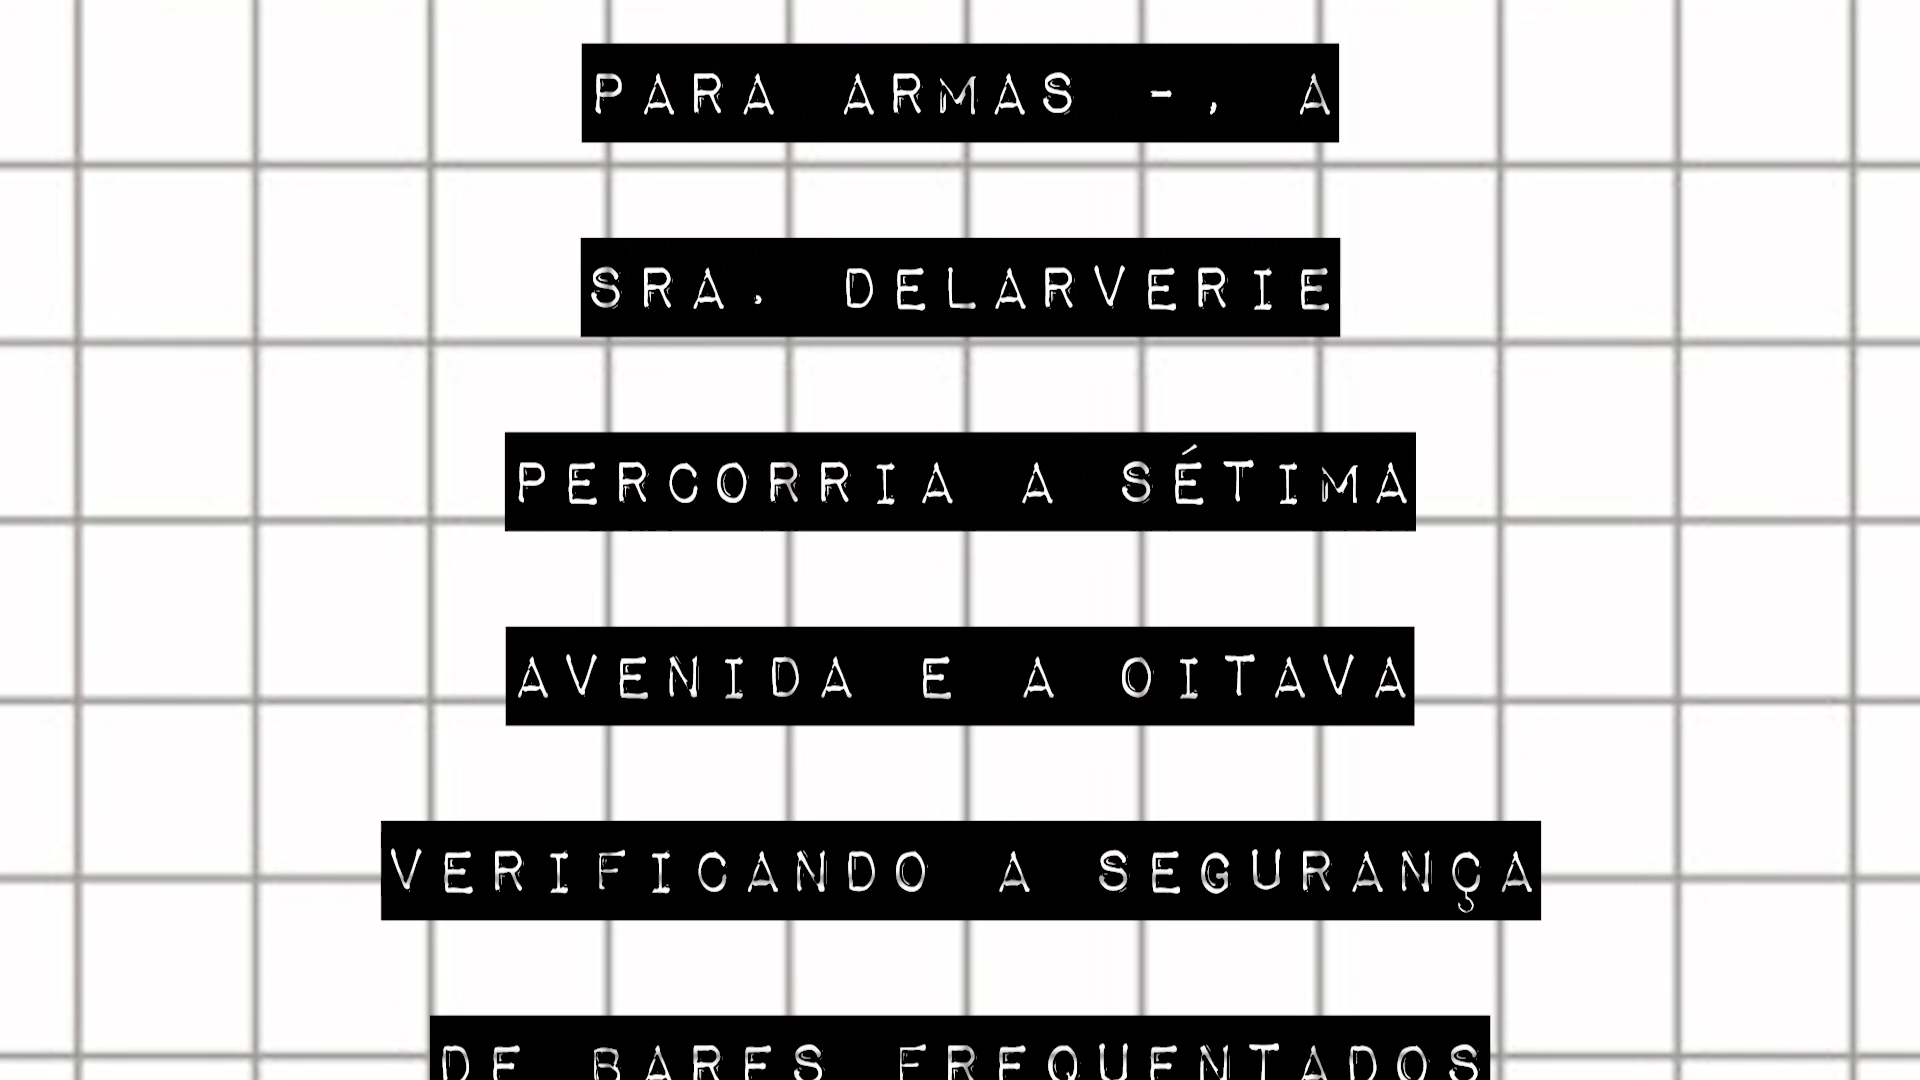 PARA ARMAS -, A
SRA. DELARVERIE
PERCORRIA A SÉTIMA
AVENIDA E A OITAVA
VERIFICANDO A SEGURANÇA
DE BARES FREQUENTADOS